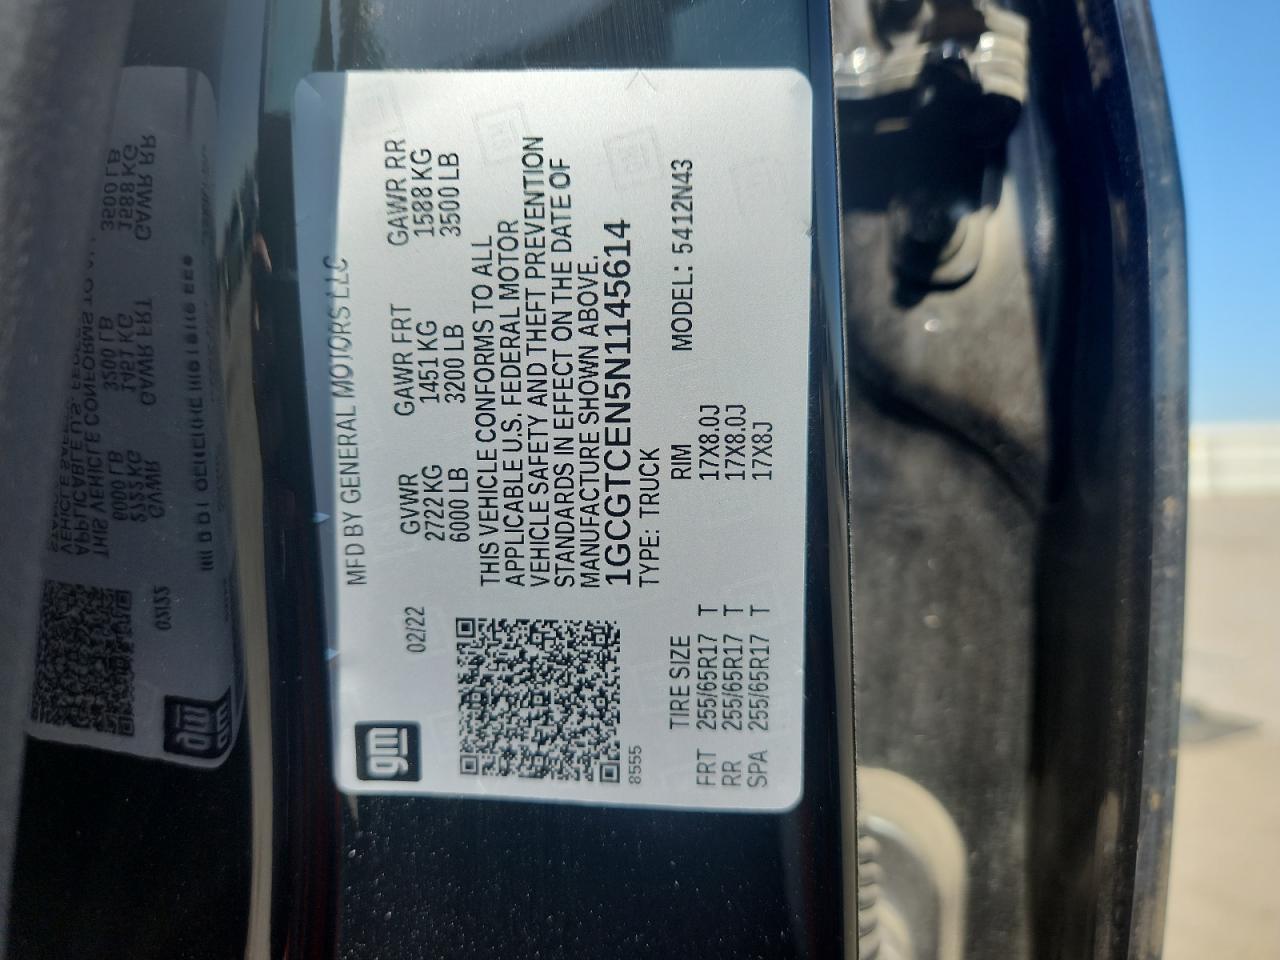 gm
MFD BY GENERAL MOTORS LLC
02/22
GVWR GAWR FRT GAWR RR
2722 KG 1451 KG 1588 KG
6000 LB 3200 LB 3500 LB
THIS VEHICLE CONFORMS TO ALL
APPLICABLE U.S. FEDERAL MOTOR
VEHICLE SAFETY AND THEFT PREVENTION
STANDARDS IN EFFECT ON THE DATE OF
MANUFACTURE SHOWN ABOVE.
1GCGTCEN5N1145614
8555 TYPE: TRUCK
TIRE SIZE RIM MODEL: 5412N43
FRT 255/65R17 T 17X8.0J
RR 255/65R17 T 17X8.0J
SPA 255/65R17 T 17X8J